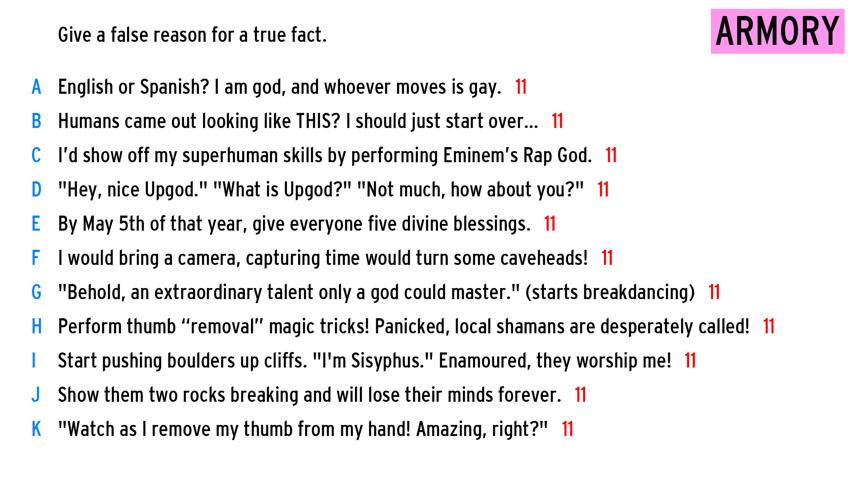 Give a false reason for a true fact.
ARMORY
A English or Spanish? I am god, and whoever moves is gay. 11
B Humans came out looking like THIS? I should just start over... 11
C I'd show off my superhuman skills by performing Eminem's Rap God. 11
D "Hey, nice Upgod." "What is Upgod?" "Not much, how about you?" 11
E By May 5th of that year, give everyone five divine blessings. 11
F I would bring a camera, capturing time would turn some caveheads! 11
G "Behold, an extraordinary talent only a god could master." (starts breakdancing) 11
H Perform thumb “removal” magic tricks! Panicked, local shamans are desperately called! 11
I Start pushing boulders up cliffs. "I'm Sisyphus." Enamoured, they worship me! 11
J Show them two rocks breaking and will lose their minds forever. 11
K "Watch as I remove my thumb from my hand! Amazing, right?" 11